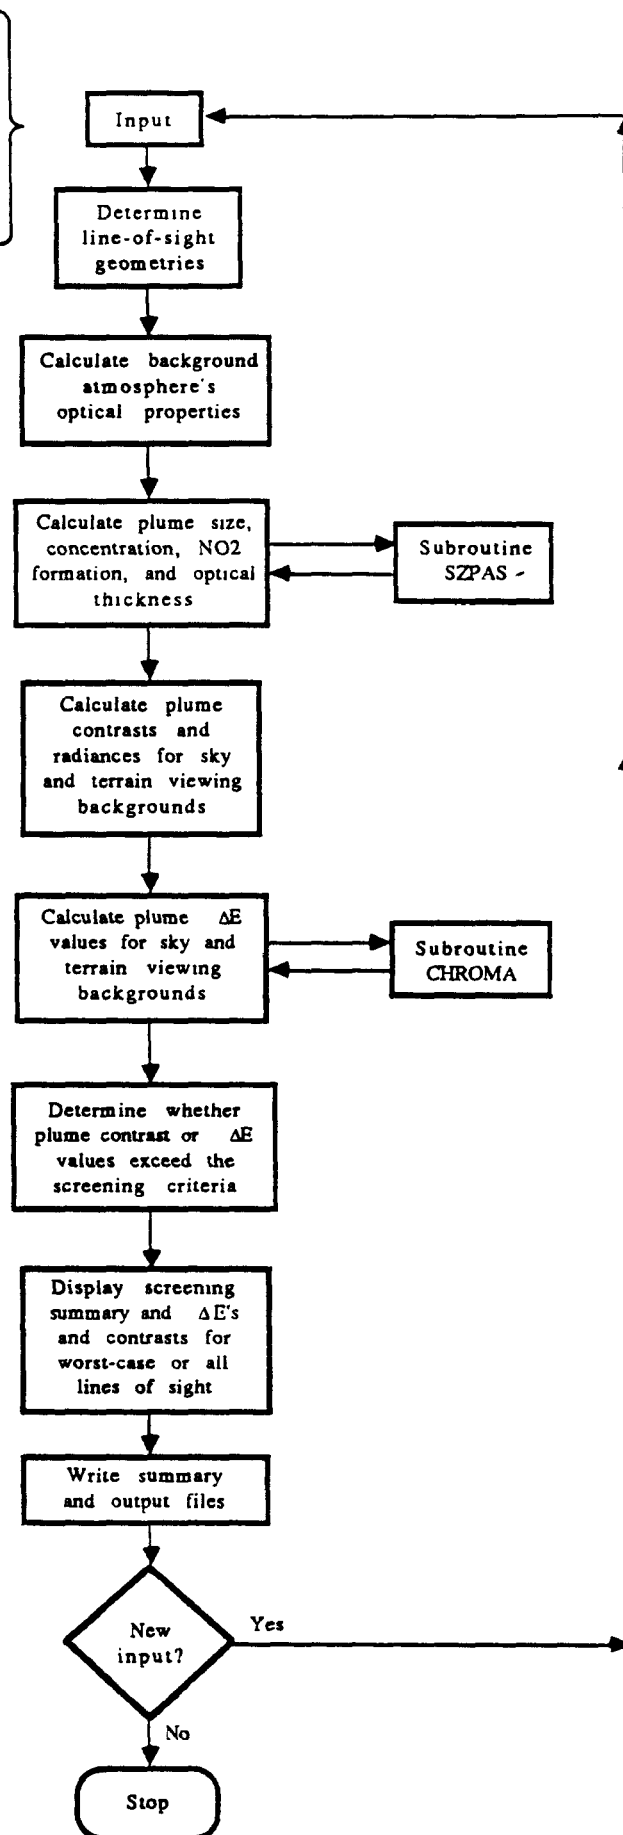 Input
Determine
line-of-sight
geometries
Calculate background
atmosphere's
optical properties
Calculate plume size,
concentration, NO2
formation, and optical
thickness
Subroutine
SZPAS
Calculate plume
contrasts and
radiances for sky
and terrain viewing
backgrounds
Calculate plume ΔE
values for sky and
terrain viewing
backgrounds
Subroutine
CHROMA
Determine whether
plume contrast or ΔE
values exceed the
screening criteria
Display screening
summary and ΔE's
and contrasts for
worst-case or all
lines of sight
Write summary
and output files
New
input?
Yes
No
Stop